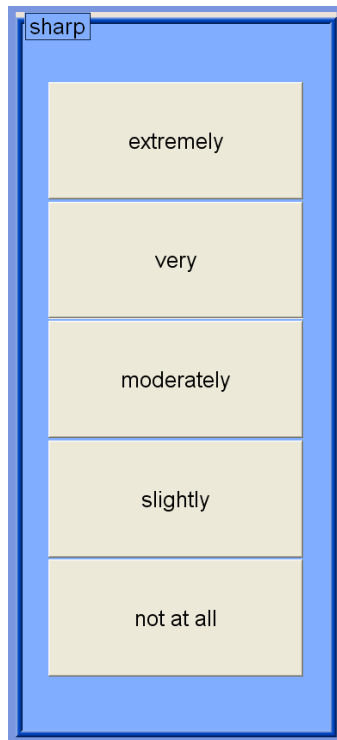 sharp
extremely
very
moderately
slightly
not at all